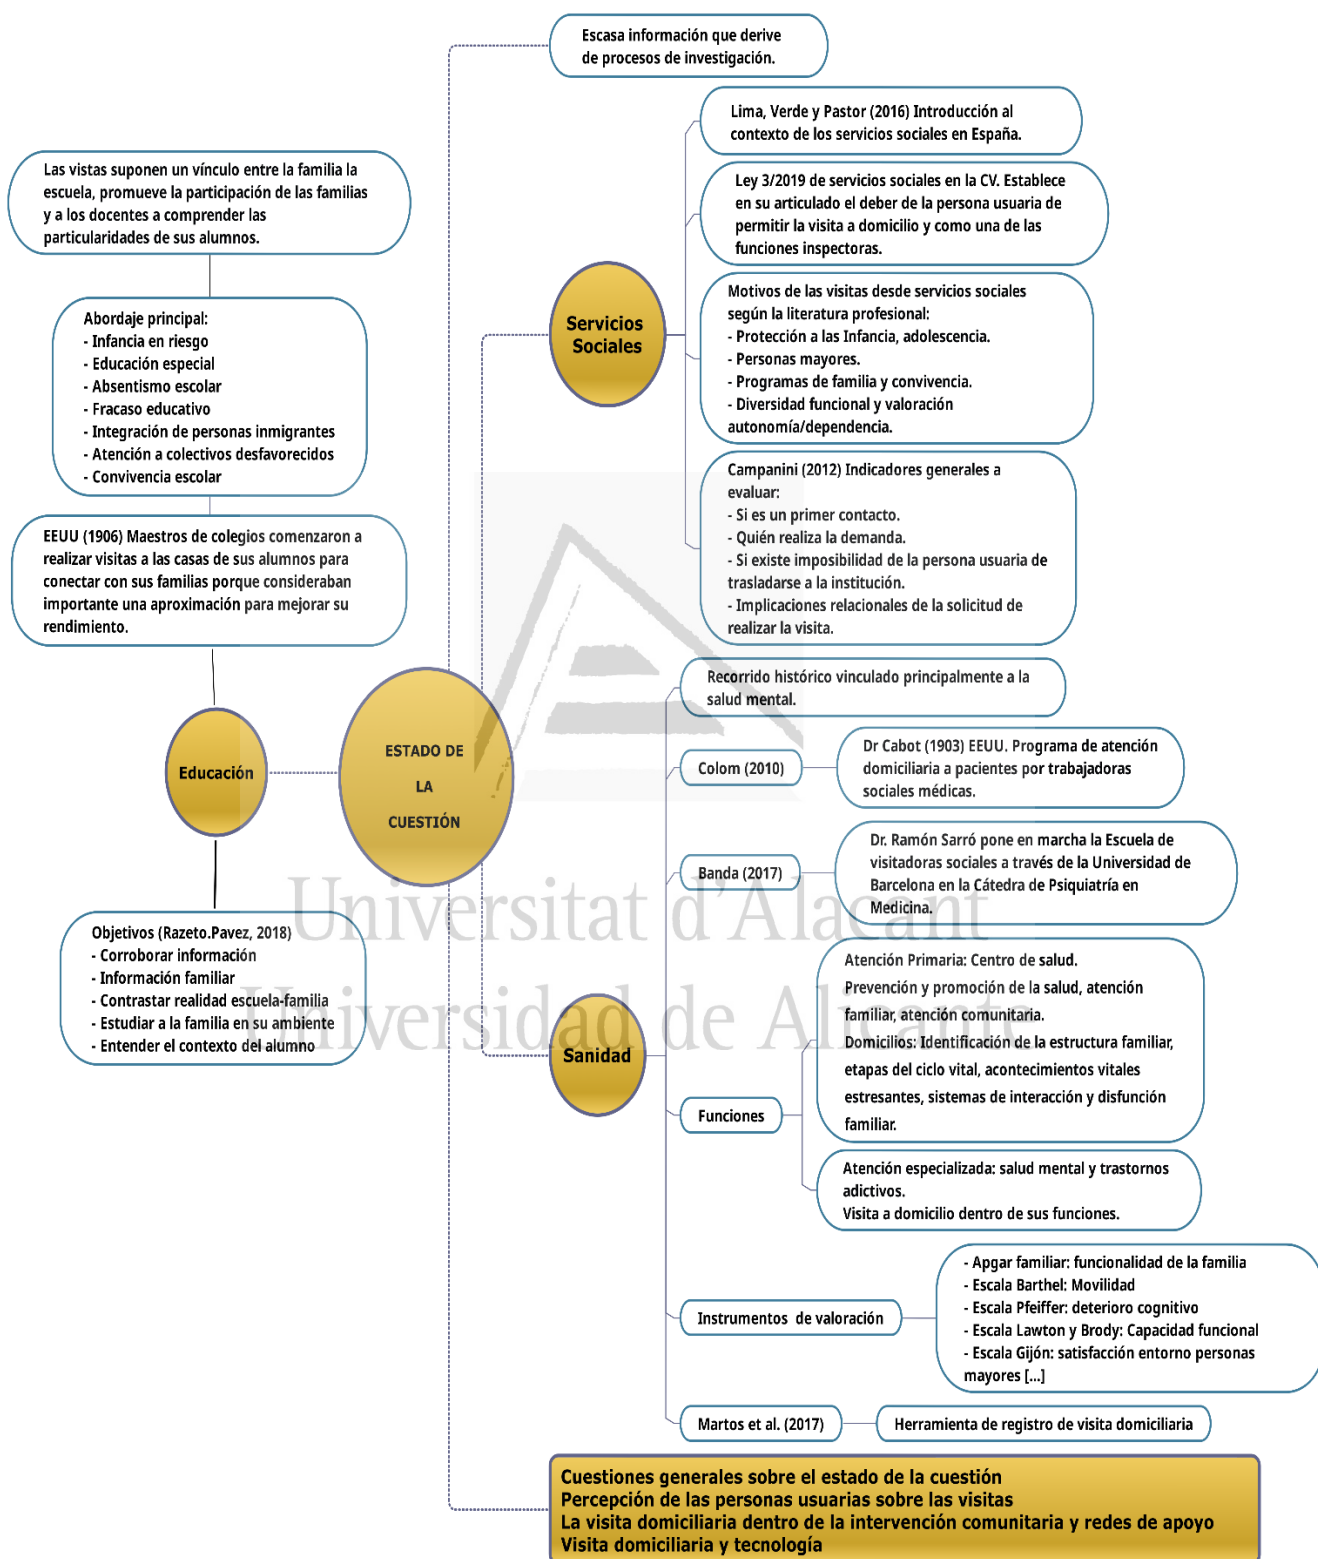 Escasa información que derive
de procesos de investigación.
Lima, Verde y Pastor (2016) Introducción al
contexto de los servicios sociales en España.
Ley 3/2019 de servicios sociales en la CV. Establece
en su articulado el deber de la persona usuaria de
permitir la visita a domicilio y como una de las
funciones inspectoras.
Servicios
Sociales
Motivos de las visitas desde servicios sociales
según la literatura profesional:
- Protección a las Infancia, adolescencia.
- Personas mayores.
- Programas de familia y convivencia.
- Diversidad funcional y valoración
autonomía/dependencia.
Campanini (2012) Indicadores generales a
evaluar:
- Si es un primer contacto.
- Quién realiza la demanda.
- Si existe imposibilidad de la persona usuaria de
trasladarse a la institución.
- Implicaciones relacionales de la solicitud de
realizar la visita.
Las vistas suponen un vínculo entre la familia la
escuela, promueve la participación de las familias
y a los docentes a comprender las
particularidades de sus alumnos.
Abordaje principal:
- Infancia en riesgo
- Educación especial
- Absentismo escolar
- Fracaso educativo
- Integración de personas inmigrantes
- Atención a colectivos desfavorecidos
- Convivencia escolar
EEUU (1906) Maestros de colegios comenzaron a
realizar visitas a las casas de sus alumnos para
conectar con sus familias porque consideraban
importante una aproximación para mejorar su
rendimiento.
Educación
ESTADO DE
LA
CUESTIÓN
Objetivos (Razeto.Pavez, 2018)
- Corroborar información
- Información familiar
- Contrastar realidad escuela-familia
- Estudiar a la familia en su ambiente
- Entender el contexto del alumno
Recorrido histórico vinculado principalmente a la
salud mental.
Colom (2010)
Dr Cabot (1903) EEUU. Programa de atención
domiciliaria a pacientes por trabajadoras
sociales médicas.
Banda (2017)
Dr. Ramón Sarró pone en marcha la Escuela de
visitadoras sociales a través de la Universidad de
Barcelona en la Cátedra de Psiquiatría en
Medicina.
Universitat d'Alacant
Universidad de Alicante
Sanidad
Funciones
Atención Primaria: Centro de salud.
Prevención y promoción de la salud, atención
familiar, atención comunitaria.
Domicilios: Identificación de la estructura familiar,
etapas del ciclo vital, acontecimientos vitales
estresantes, sistemas de interacción y disfunción
familiar.
Atención especializada: salud mental y trastornos
adictivos.
Visita a domicilio dentro de sus funciones.
Instrumentos de valoración
- Apgar familiar: funcionalidad de la familia
- Escala Barthel: Movilidad
- Escala Pfeiffer: deterioro cognitivo
- Escala Lawton y Brody: Capacidad funcional
- Escala Gijón: satisfacción entorno personas
mayores [...]
Martos et al. (2017)
Herramienta de registro de visita domiciliaria
Cuestiones generales sobre el estado de la cuestión
Percepción de las personas usuarias sobre las visitas
La visita domiciliaria dentro de la intervención comunitaria y redes de apoyo
Visita domiciliaria y tecnología